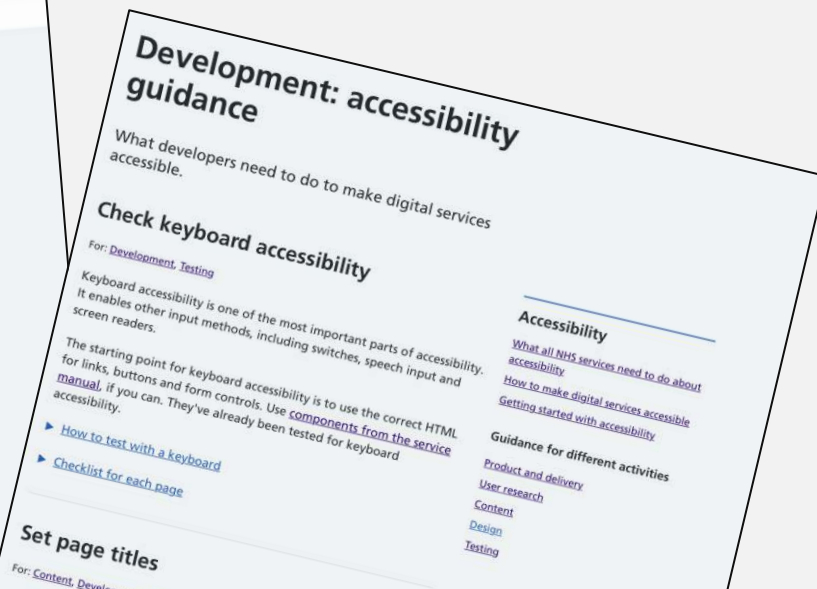 Development: accessibility
guidance
What developers need to do to make digital services
accessible.
Check keyboard accessibility
For: Development, Testing
Keyboard accessibility is one of the most important parts of accessibility.
It enables other input methods, including switches, speech input and
screen readers.
The starting point for keyboard accessibility is to use the correct HTML
for links, buttons and form controls. Use components from the service
manual, if you can. They've already been tested for keyboard
accessibility.
How to test with a keyboard
Checklist for each page
Set page titles
For: Content,
Accessibility
What all NHS services need to do about
accessibility
How to make digital services accessible
Getting started with accessibility
Guidance for different activities
Product and delivery
User research
Content
Design
Testing